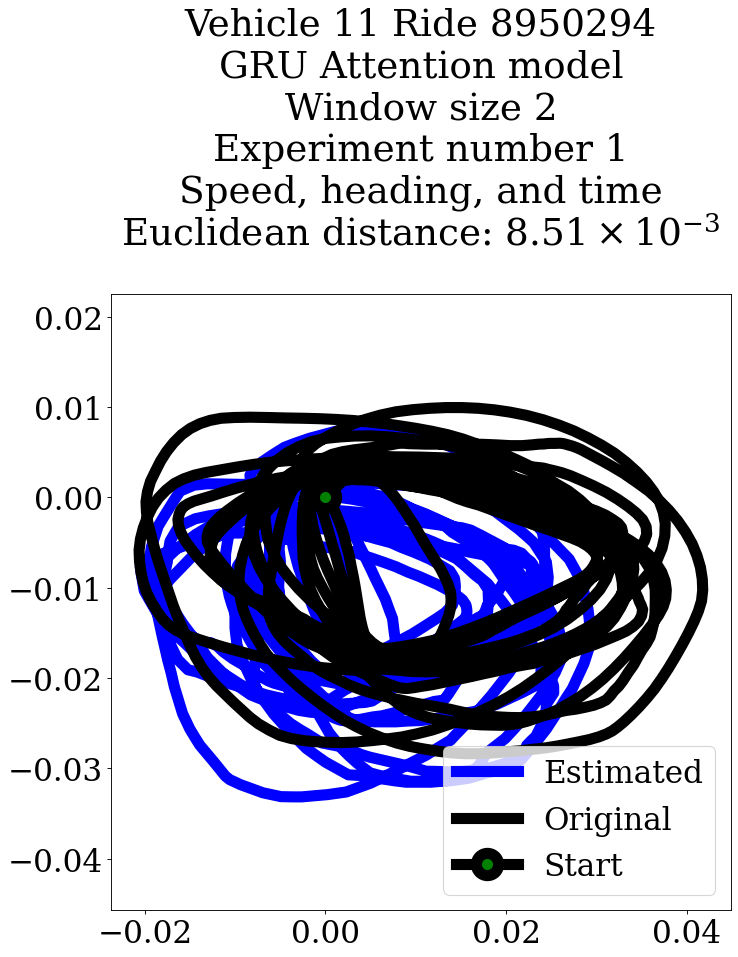 Vehicle 11 Ride 8950294
GRU Attention model
Window size 2
Experiment number 1
Speed, heading, and time
Euclidean distance: 8.51 × 10⁻³
0.02
0.01
0.00
−0.01
−0.02
−0.03
−0.04
Estimated
Original
Start
−0.02 0.00 0.02 0.04